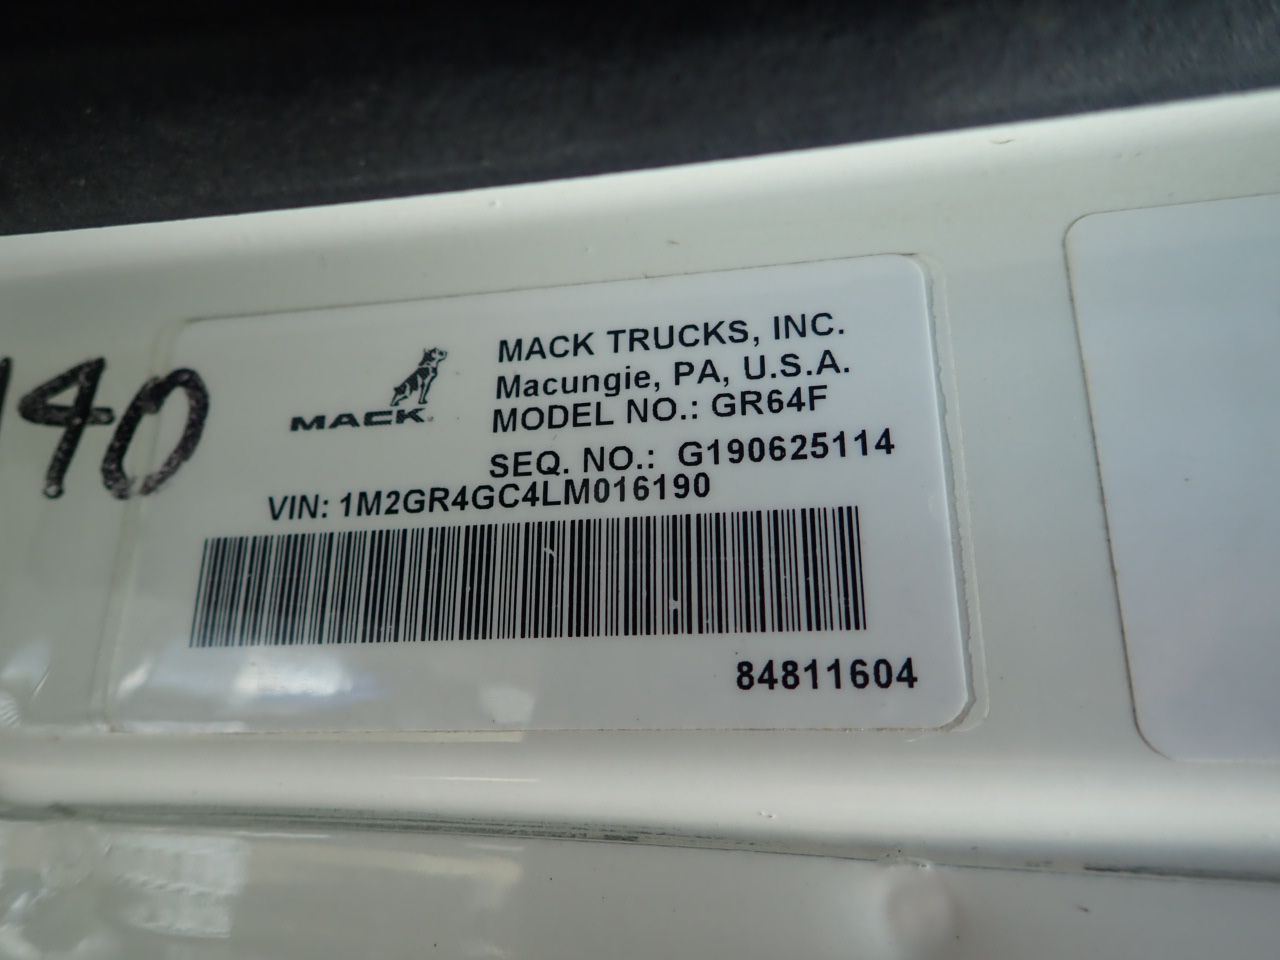 140
MACK TRUCKS, INC.
Macungie, PA, U.S.A.
MACK
MODEL NO.: GR64F
SEQ. NO.: G190625114
VIN: 1M2GR4GC4LM016190
84811604